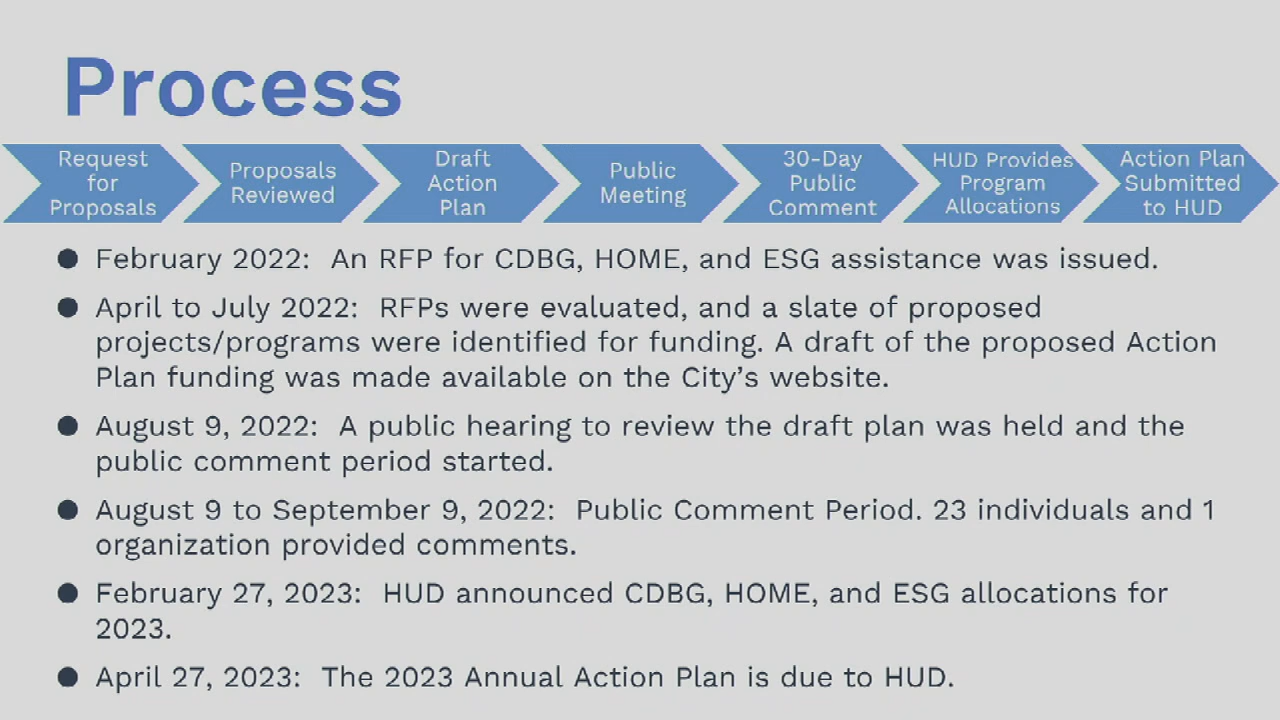 Process
Request
for
Proposals
Proposals
Reviewed
Draft
Action
Plan
Public
Meeting
30-Day
Public
Comment
HUD Provides
Program
Allocations
Action Plan
Submitted
to HUD
● February 2022:  An RFP for CDBG, HOME, and ESG assistance was issued.
● April to July 2022:  RFPs were evaluated, and a slate of proposed
projects/programs were identified for funding. A draft of the proposed Action
Plan funding was made available on the City's website.
● August 9, 2022:  A public hearing to review the draft plan was held and the
public comment period started.
● August 9 to September 9, 2022:  Public Comment Period. 23 individuals and 1
organization provided comments.
● February 27, 2023:  HUD announced CDBG, HOME, and ESG allocations for
2023.
● April 27, 2023:  The 2023 Annual Action Plan is due to HUD.